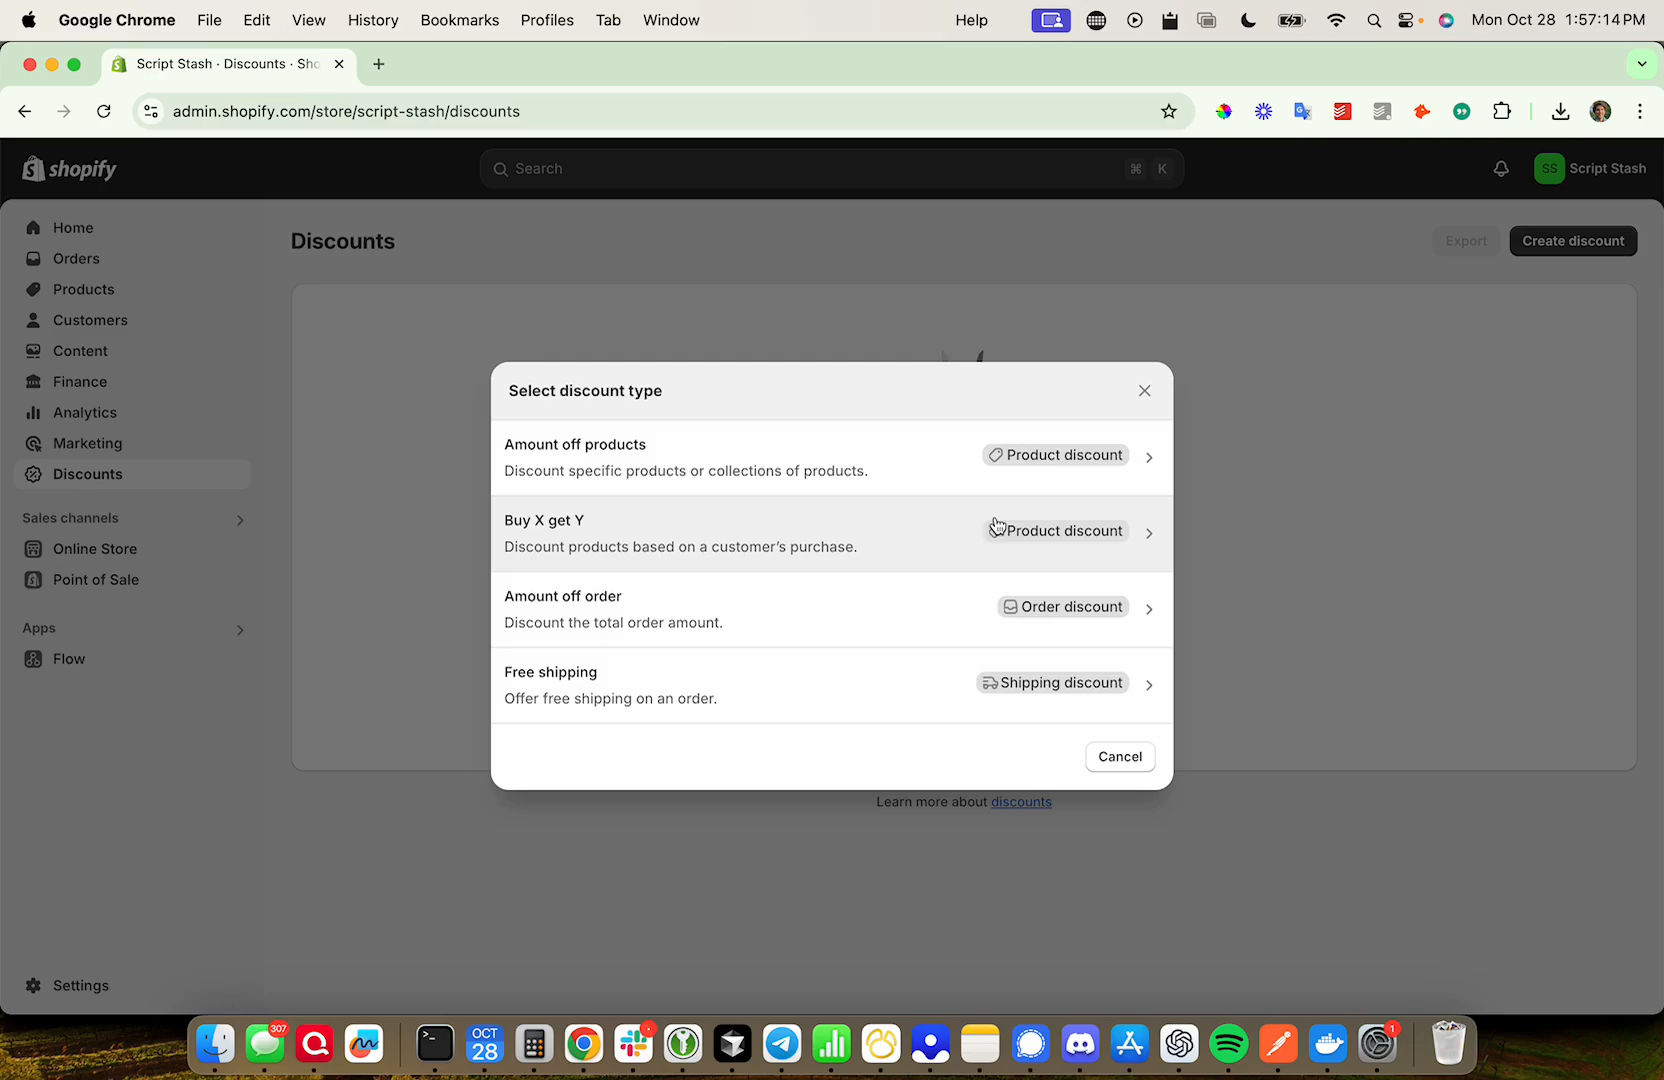 Google Chrome File Edit View History Bookmarks Profiles Tab Window Help Mon Oct 28 1:57:14 PM
Script Stash · Discounts · Sho
admin.shopify.com/store/script-stash/discounts
shopify
Search
⌘ K
SS Script Stash
Home
Orders
Products
Customers
Content
Finance
Analytics
Marketing
Discounts
Sales channels
Online Store
Point of Sale
Apps
Flow
Settings
Discounts
Export
Create discount
Select discount type
Amount off products
Discount specific products or collections of products.
Product discount
Buy X get Y
Discount products based on a customer's purchase.
Product discount
Amount off order
Discount the total order amount.
Order discount
Free shipping
Offer free shipping on an order.
Shipping discount
Cancel
Learn more about discounts
307
OCT
28
1